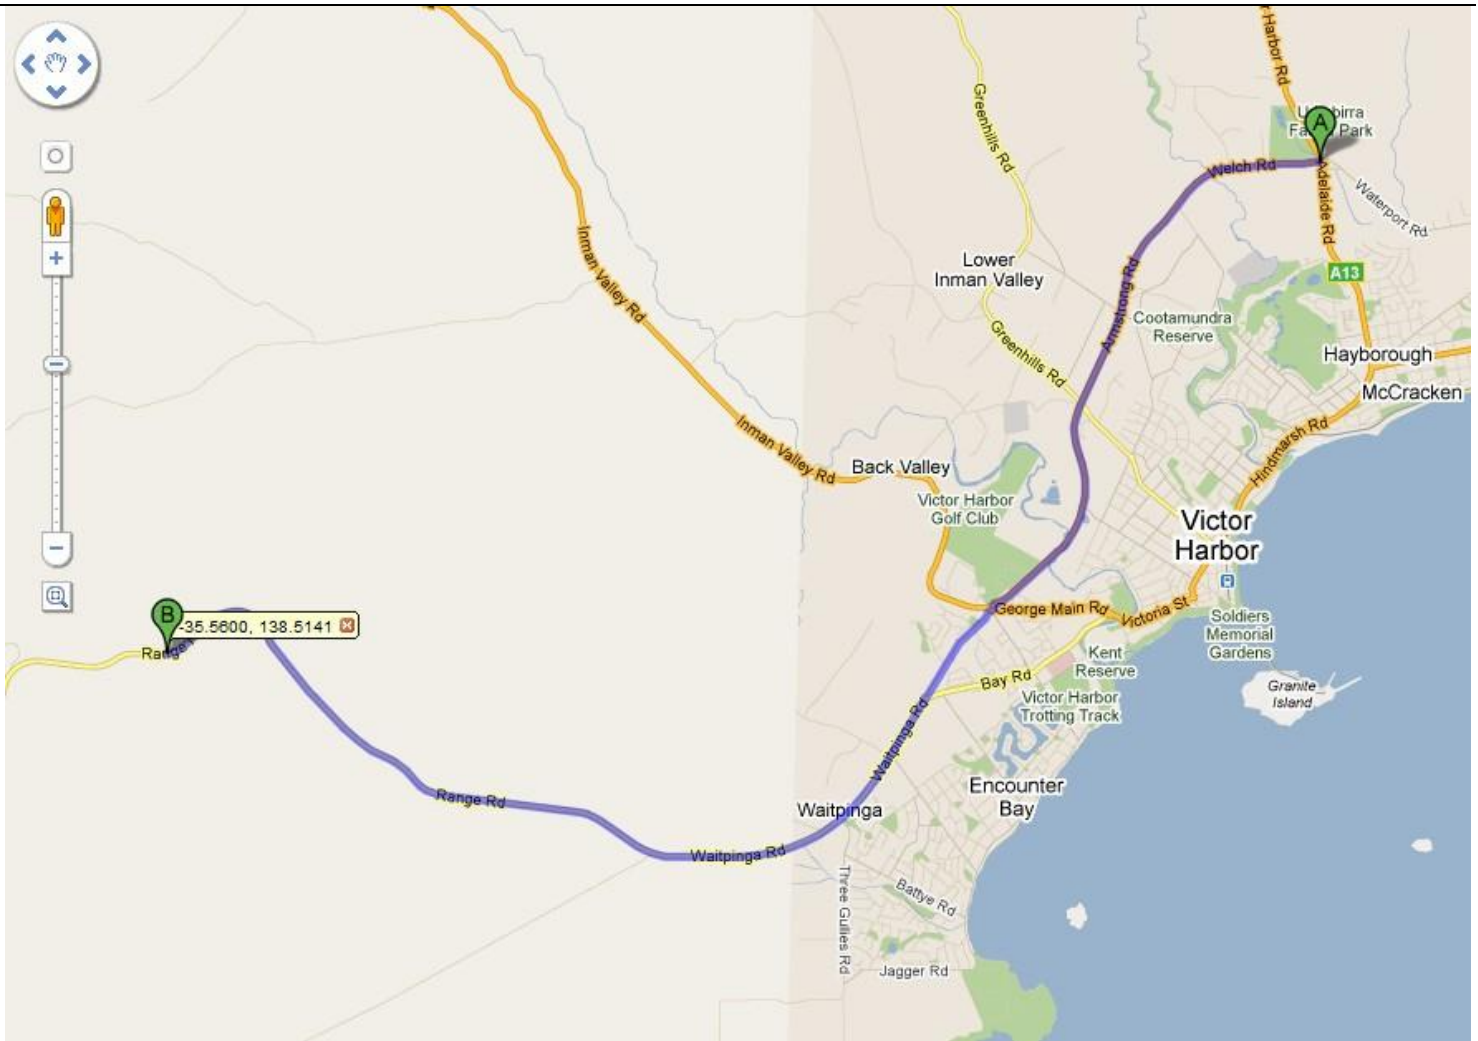 r Harbor Rd
Greenhills Rd
A
Park
Welch Rd
Adelaide Rd
Waterport Rd
Inman Valley Rd
Lower
Inman Valley
A13
Armstrong Rd
Cootamundra
Reserve
Greenhills Rd
Hayborough
McCracken
Inman Valley Rd
Back Valley
Hindmarsh Rd
Victor Harbor
Golf Club
Victor
Harbor
B
-35.5600, 138.5141
Range
George Main Rd
Victoria St
Soldiers
Memorial
Gardens
Kent
Reserve
Bay Rd
Granite
Island
Victor Harbor
Trotting Track
Waitpinga Rd
Encounter
Bay
Range Rd
Waitpinga
Waitpinga Rd
Three Gullies Rd
Battye Rd
Jagger Rd